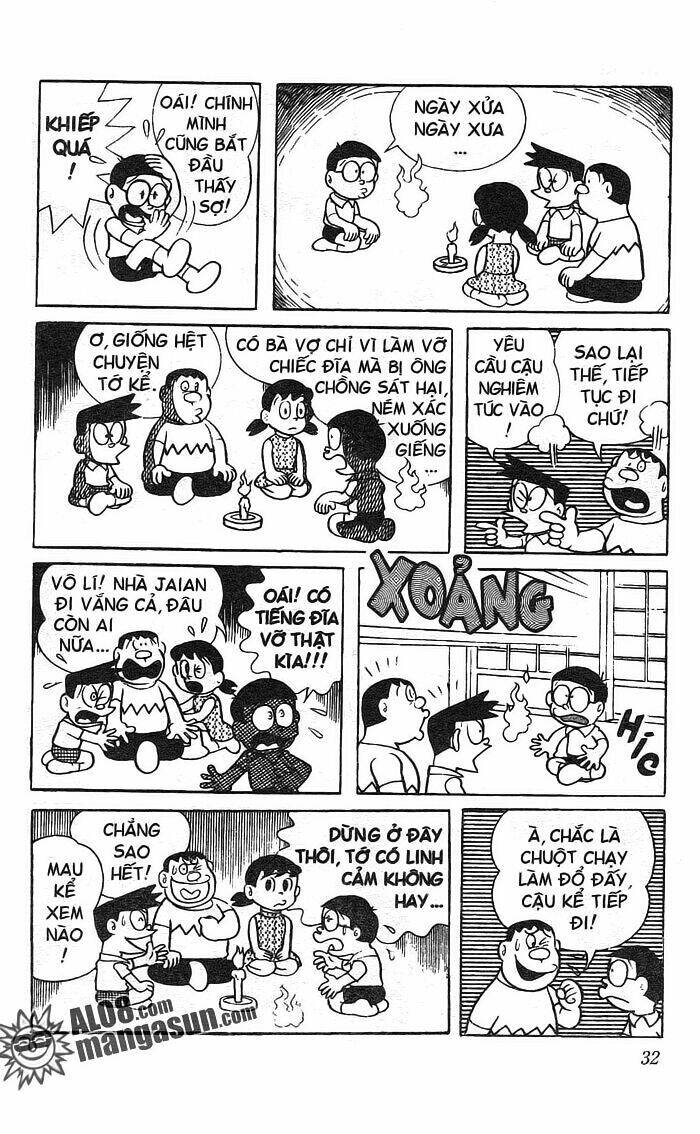 NGÀY XỬA
NGÀY XƯA
...
OÁI! CHÍNH
MÌNH
CŨNG BẮT
ĐẦU THẤY
SỢ!
KHIẾP
QUÁ
!
SAO LẠI
THẾ, TIẾP
TỤC ĐI
CHỨ!
YÊU
CẦU CẬU
NGHIÊM
TÚC VÀO
!
CÓ BÀ VỢ CHỈ VÌ LÀM VỠ
CHIẾC ĐĨA MÀ BỊ ÔNG
CHỒNG SÁT HẠI,
NÉM XÁC
XUỐNG
GIẾNG
...
Ơ, GIỐNG HỆT
CHUYỆN
TỚ KỂ.
XOẢNG
HÍC
OÁI! CÓ
TIẾNG ĐĨA
VỠ THẬT
KÌA!!!
VÔ LÍ! NHÀ JAIAN
ĐI VẮNG CẢ, ĐÂU
CÒN AI
NỮA...
À, CHẮC LÀ
CHUỘT CHẠY
LÀM ĐỔ ĐẤY,
CẬU KỂ TIẾP
ĐI!
DỪNG Ở ĐÂY
THÔI, TỚ CÓ LINH
CẢM KHÔNG
HAY...
CHẲNG
SAO
HẾT!
MAU
KỂ
XEM
NÀO
!
AL08.com
mangasun.com
32